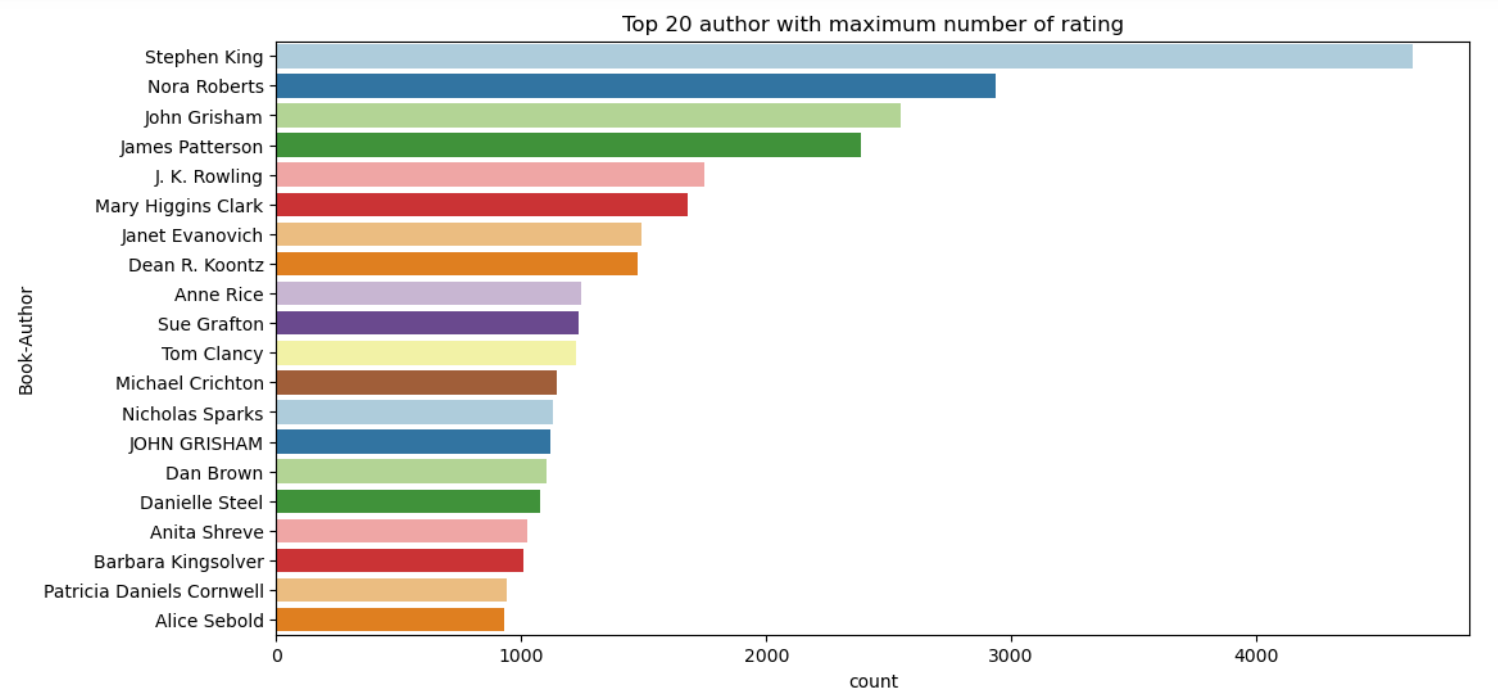 Top 20 author with maximum number of rating
Stephen King
Nora Roberts
John Grisham
James Patterson
J. K. Rowling
Mary Higgins Clark
Janet Evanovich
Dean R. Koontz
Anne Rice
Sue Grafton
Tom Clancy
Michael Crichton
Nicholas Sparks
JOHN GRISHAM
Dan Brown
Danielle Steel
Anita Shreve
Barbara Kingsolver
Patricia Daniels Cornwell
Alice Sebold
Book-Author
0 1000 2000 3000 4000
count